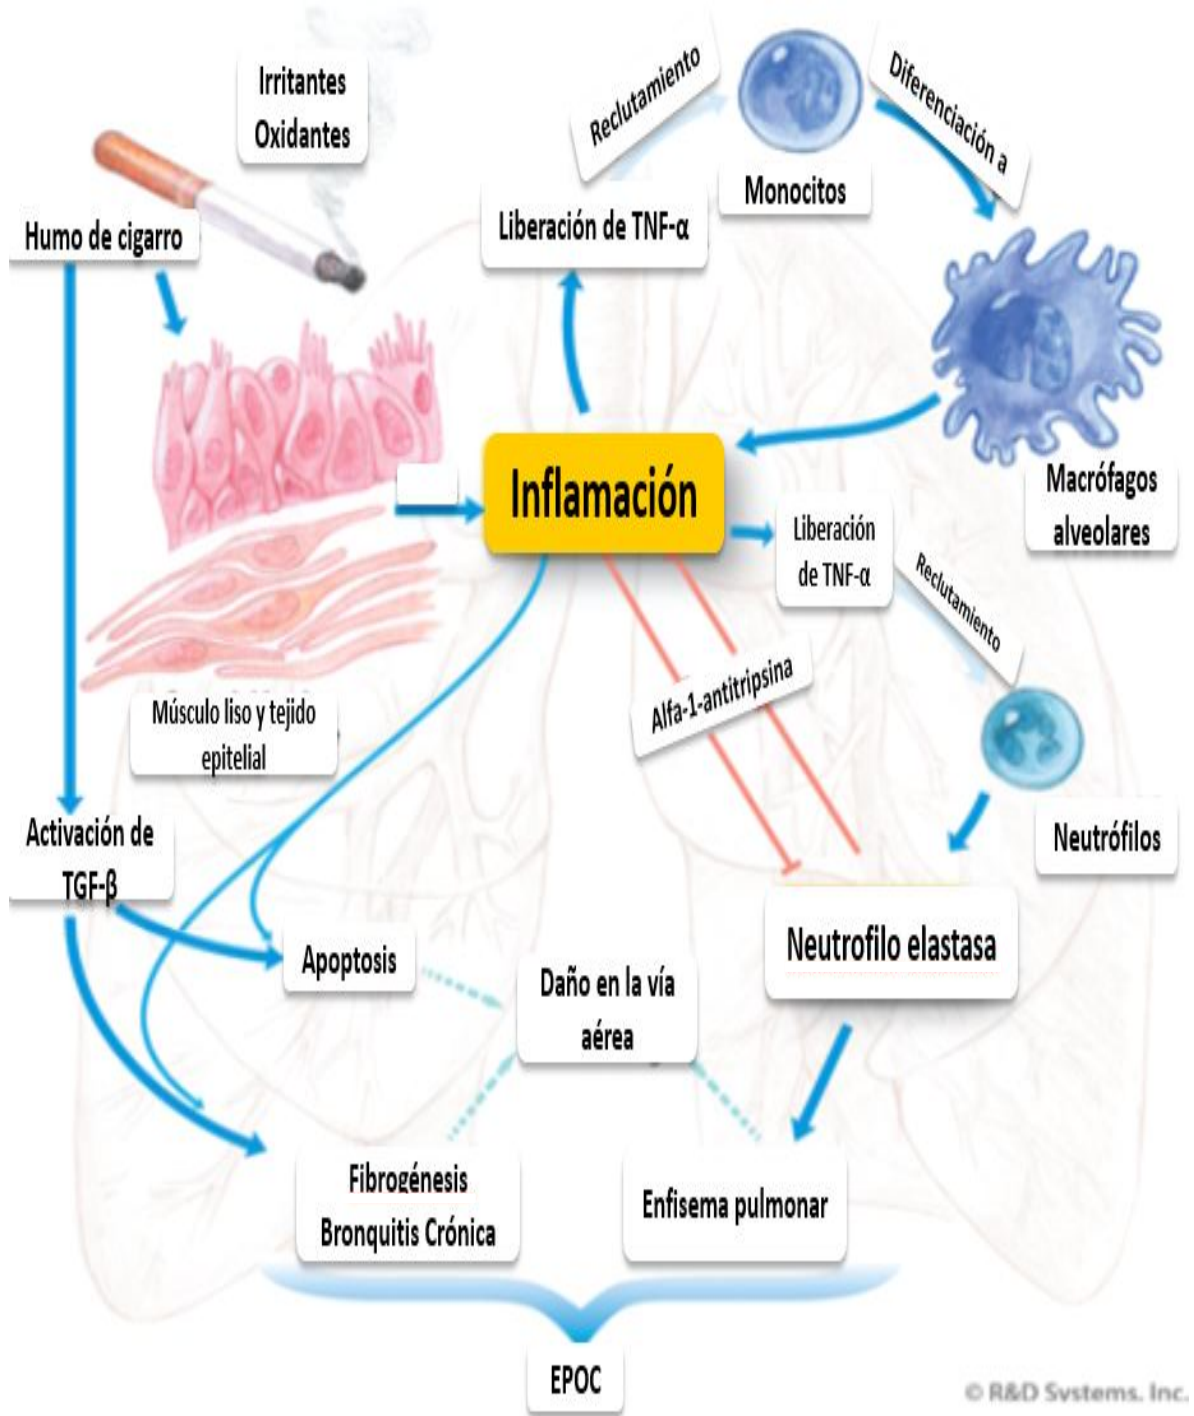 Irritantes
Oxidantes
Humo de cigarro
Reclutamiento
Diferenciación a
Monocitos
Liberación de TNF-α
Inflamación
Macrófagos
alveolares
Liberación
de TNF-α
Reclutamiento
Alfa-1-antitripsina
Músculo liso y tejido
epitelial
Neutrófilos
Activación de
TGF-β
Apoptosis
Daño en la vía
aérea
Neutrofilo elastasa
Fibrogénesis
Bronquitis Crónica
Enfisema pulmonar
EPOC
© R&D Systems. Inc.